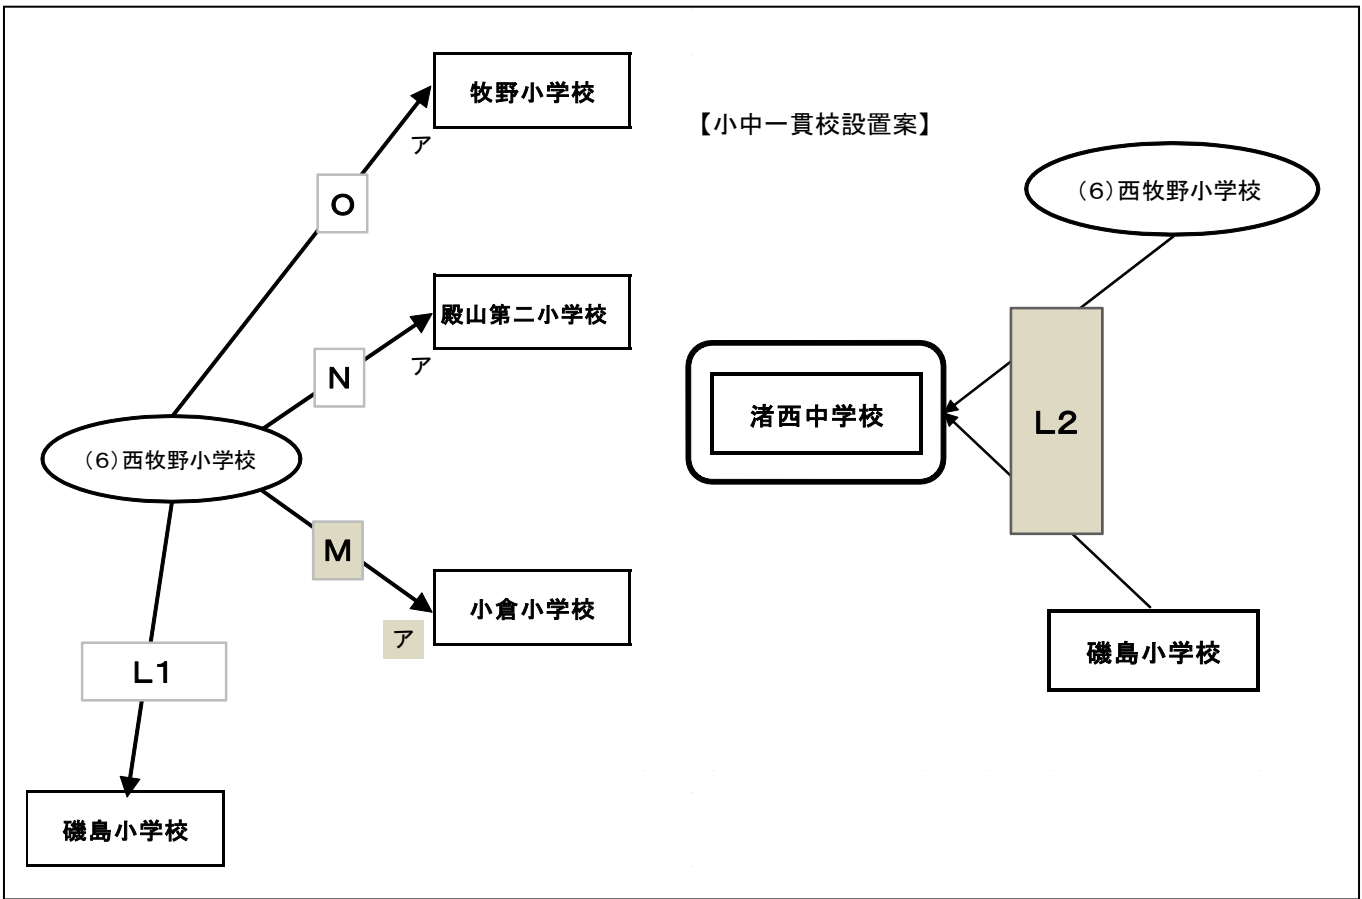 牧野小学校
ア
O
殿山第二小学校
ア
N
(6)西牧野小学校
M
小倉小学校
ア
L1
磯島小学校
【小中一貫校設置案】
(6)西牧野小学校
渚西中学校
L2
磯島小学校